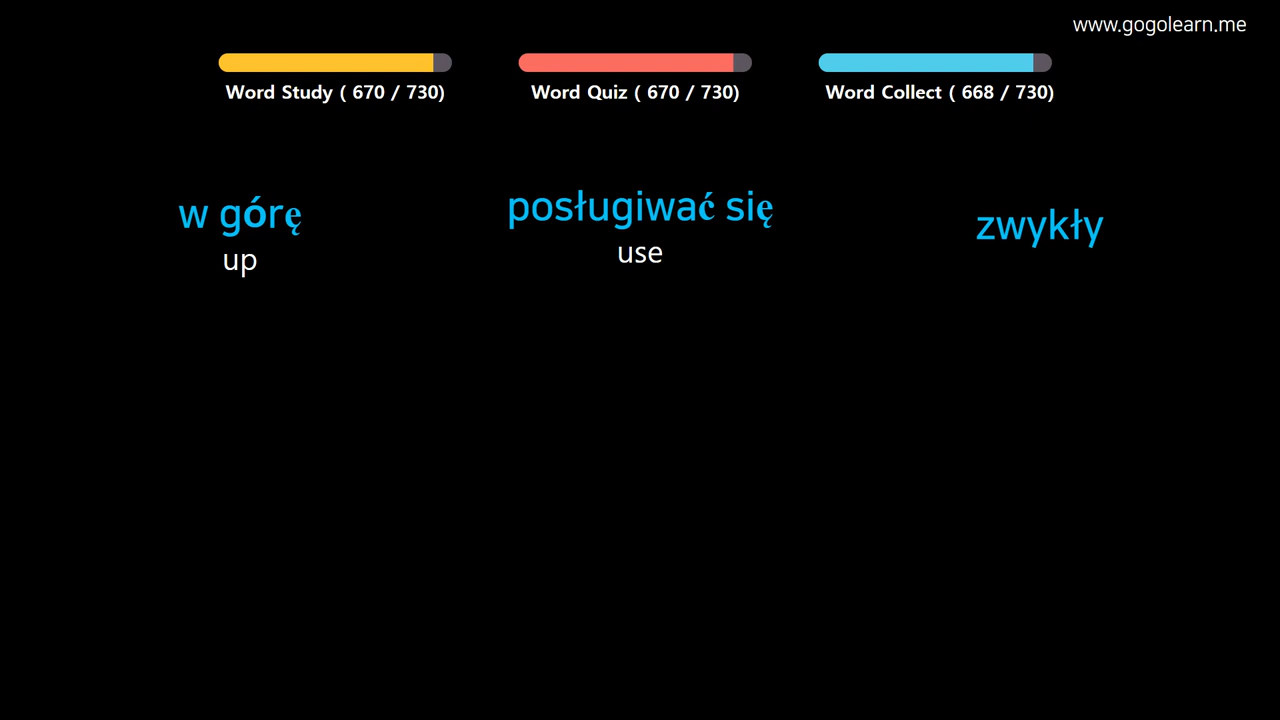 www.gogolearn.me
Word Study ( 670 / 730)
Word Quiz ( 670 / 730)
Word Collect ( 668 / 730)
w górę
up
posługiwać się
use
zwykły